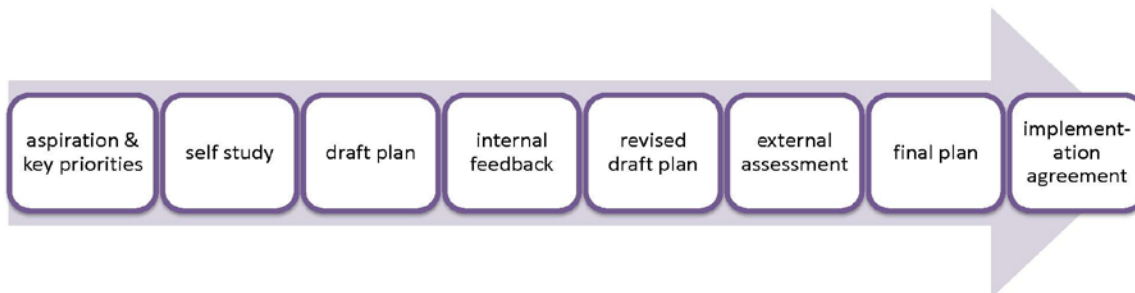 aspiration &
key priorities
self study
draft plan
internal
feedback
revised
draft plan
external
assessment
final plan
implement-
ation
agreement